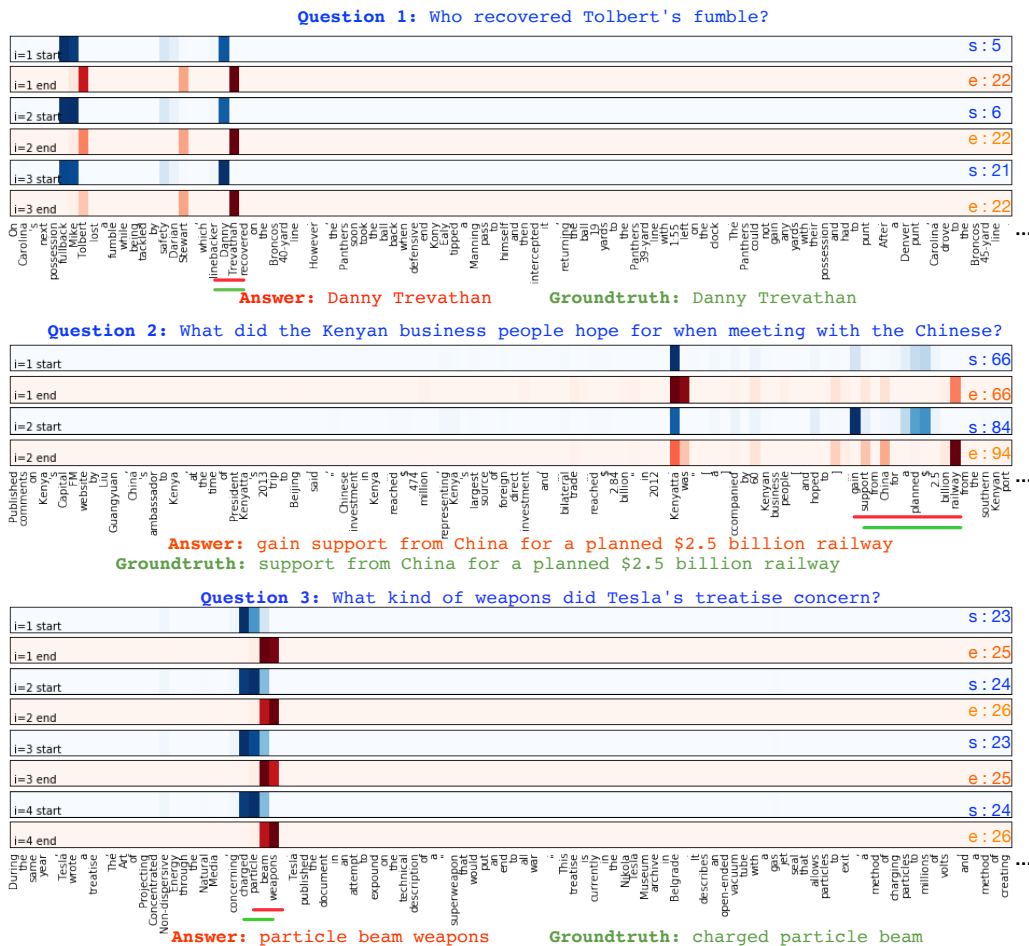 Question 1: Who recovered Tolbert's fumble?
i=1 start s:5
i=1 end e:22
i=2 start s:6
i=2 end e:22
i=3 start s:21
i=3 end e:22
On Carolina 's next possession fullback Mike Tolbert lost a fumble while being tackled by safety Darian Stewart , which linebacker Danny Trevathan recovered on the Broncos 40-yard line . However , the Panthers soon took the ball back when defensive end Kony Ealy tipped a Manning pass to himself and then intercepted it , returning the ball 19 yards to the Panthers 39-yard line with 1:55 left on the clock . The Panthers could not gain any yards with their possession and had to punt . After a Denver punt , Carolina drove to the Broncos 45-yard line . ...
Answer: Danny Trevathan Groundtruth: Danny Trevathan
Question 2: What did the Kenyan business people hope for when meeting with the Chinese?
i=1 start s:66
i=1 end e:66
i=2 start s:84
i=2 end e:94
Published comments on Kenya 's Capital FM website by Liu Guangyuan , China 's ambassador to Kenya , at the time of President Kenyatta 's 2013 trip to Beijing said , " Chinese investment in Kenya ... reached $ 474 million , representing Kenya 's largest source of foreign direct investment , and ... bilateral trade ... reached $ 2.84 billion " in 2012 . Kenyatta was " [ a ] ccompanied by 60 Kenyan business people [ and hoped to ... ] gain support from China for a planned $ 2.5 billion railway from the southern Kenyan port ...
Answer: gain support from China for a planned $2.5 billion railway
Groundtruth: support from China for a planned $2.5 billion railway
Question 3: What kind of weapons did Tesla's treatise concern?
i=1 start s:23
i=1 end e:25
i=2 start s:24
i=2 end e:26
i=3 start s:23
i=3 end e:25
i=4 start s:24
i=4 end e:26
During the same year , Tesla wrote a treatise , The Art of Projecting Concentrated Non-dispersive Energy through the Natural Media , concerning charged particle beam weapons . Tesla published the document in an attempt to expound on the technical description of a " superweapon that would put an end to all war . " This treatise is currently in the Nikola Tesla Museum archive in Belgrade . It describes an open-ended vacuum tube with a gas jet seal that allows particles to exit , a method of charging particles to millions of volts , and a method of creating ...
Answer: particle beam weapons Groundtruth: charged particle beam